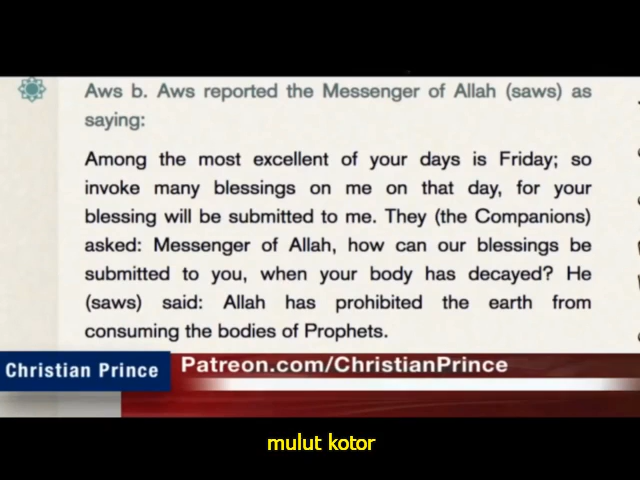 Aws b. Aws reported the Messenger of Allah (saws) as
saying:
Among the most excellent of your days is Friday; so
invoke many blessings on me on that day, for your
blessing will be submitted to me. They (the Companions)
asked: Messenger of Allah, how can our blessings be
submitted to you, when your body has decayed? He
(saws) said: Allah has prohibited the earth from
consuming the bodies of Prophets.
Christian Prince
Patreon.com/ChristianPrince
mulut kotor